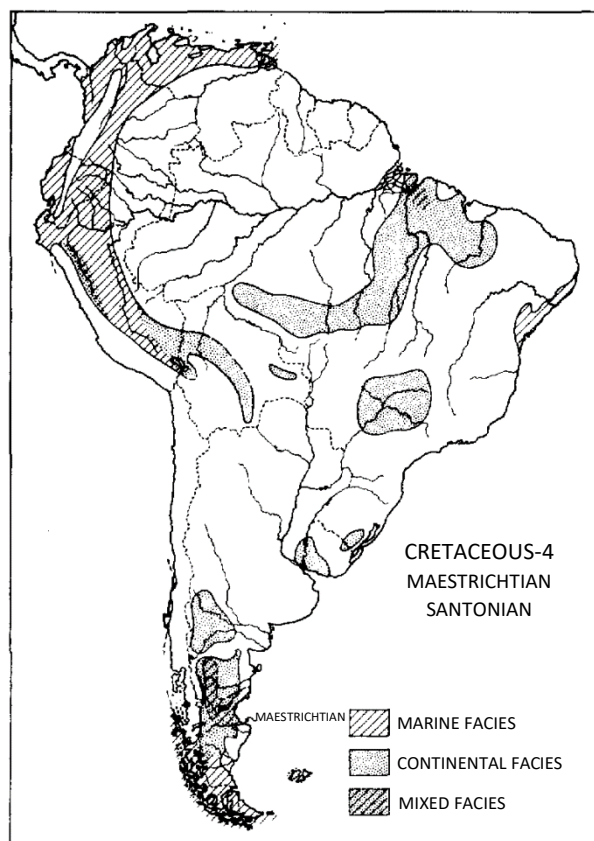 CRETACEOUS-4
MAESTRICHTIAN
SANTONIAN
MAESTRICHTIAN
MARINE FACIES
CONTINENTAL FACIES
MIXED FACIES